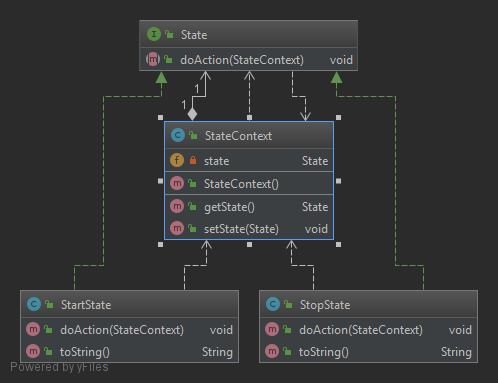 I State
m doAction(StateContext) void
1
1
C StateContext
f state State
m StateContext()
m getState() State
m setState(State) void
C StartState
m doAction(StateContext) void
m toString() String
C StopState
m doAction(StateContext) void
m toString() String
Powered by yFiles